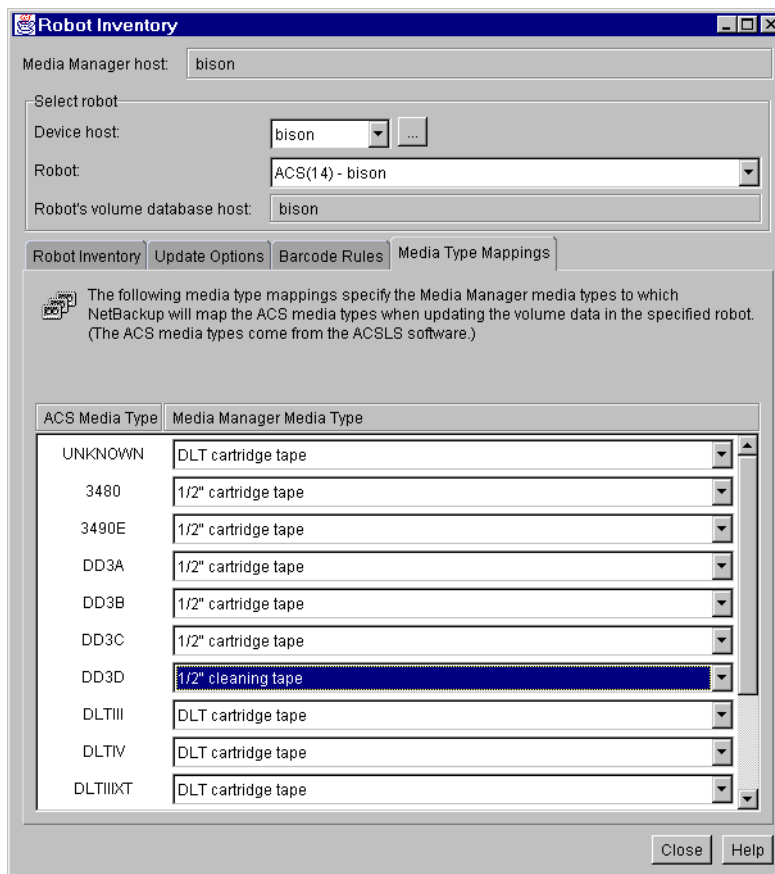 Robot Inventory
Media Manager host: bison
Select robot
Device host: bison ...
Robot: ACS(14) - bison
Robot's volume database host: bison
Robot Inventory Update Options Barcode Rules Media Type Mappings
The following media type mappings specify the Media Manager media types to which
NetBackup will map the ACS media types when updating the volume data in the specified robot.
(The ACS media types come from the ACSLS software.)
ACS Media Type Media Manager Media Type
UNKNOWN DLT cartridge tape
3480 1/2" cartridge tape
3490E 1/2" cartridge tape
DD3A 1/2" cartridge tape
DD3B 1/2" cartridge tape
DD3C 1/2" cartridge tape
DD3D 1/2" cleaning tape
DLTIII DLT cartridge tape
DLTIV DLT cartridge tape
DLTIIIXT DLT cartridge tape
Close Help